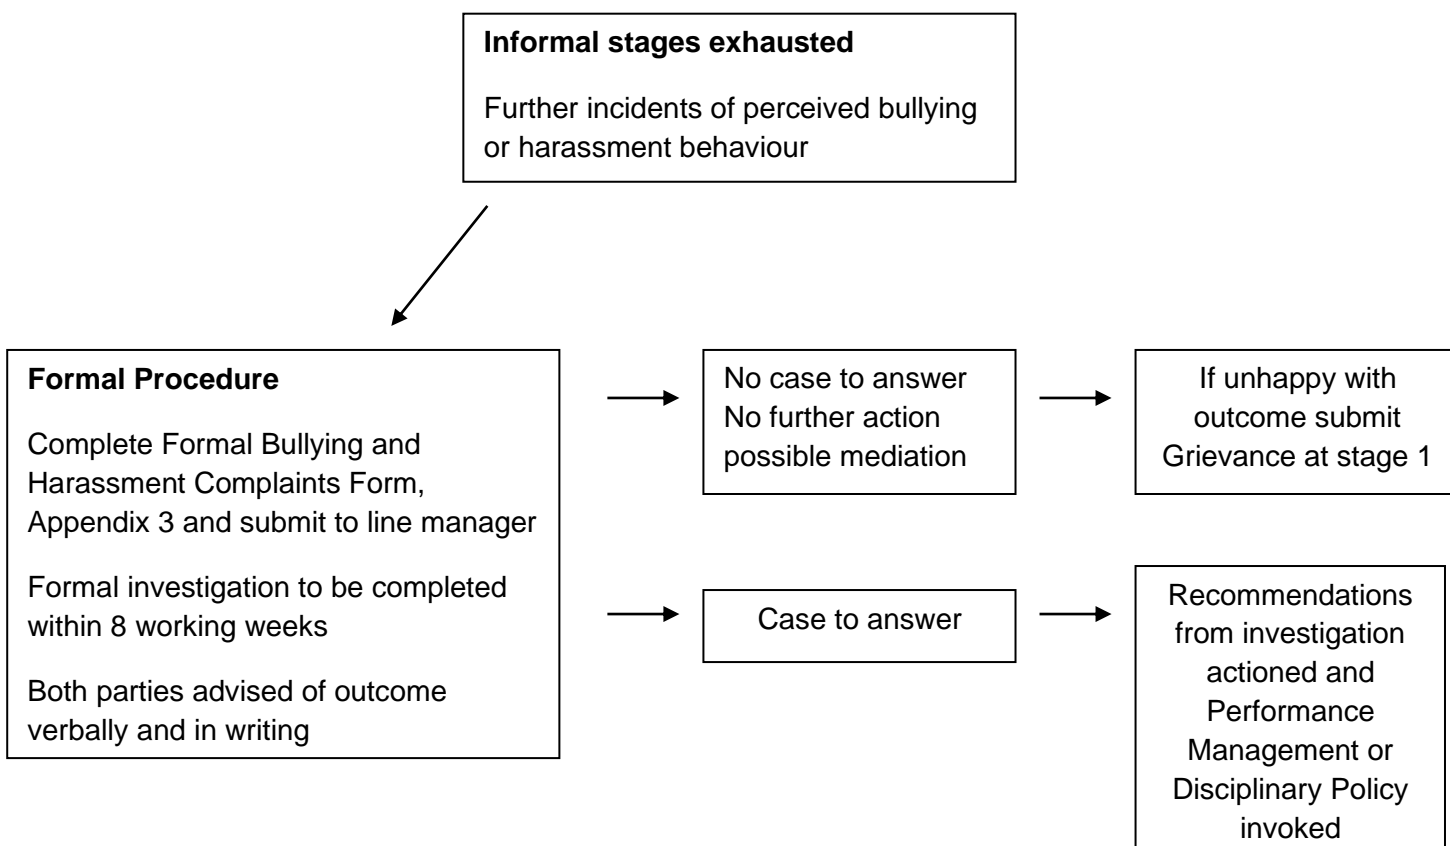 Informal stages exhausted
Further incidents of perceived bullying
or harassment behaviour
Formal Procedure
Complete Formal Bullying and
Harassment Complaints Form,
Appendix 3 and submit to line manager
Formal investigation to be completed
within 8 working weeks
Both parties advised of outcome
verbally and in writing
No case to answer
No further action
possible mediation
If unhappy with
outcome submit
Grievance at stage 1
Case to answer
Recommendations
from investigation
actioned and
Performance
Management or
Disciplinary Policy
invoked